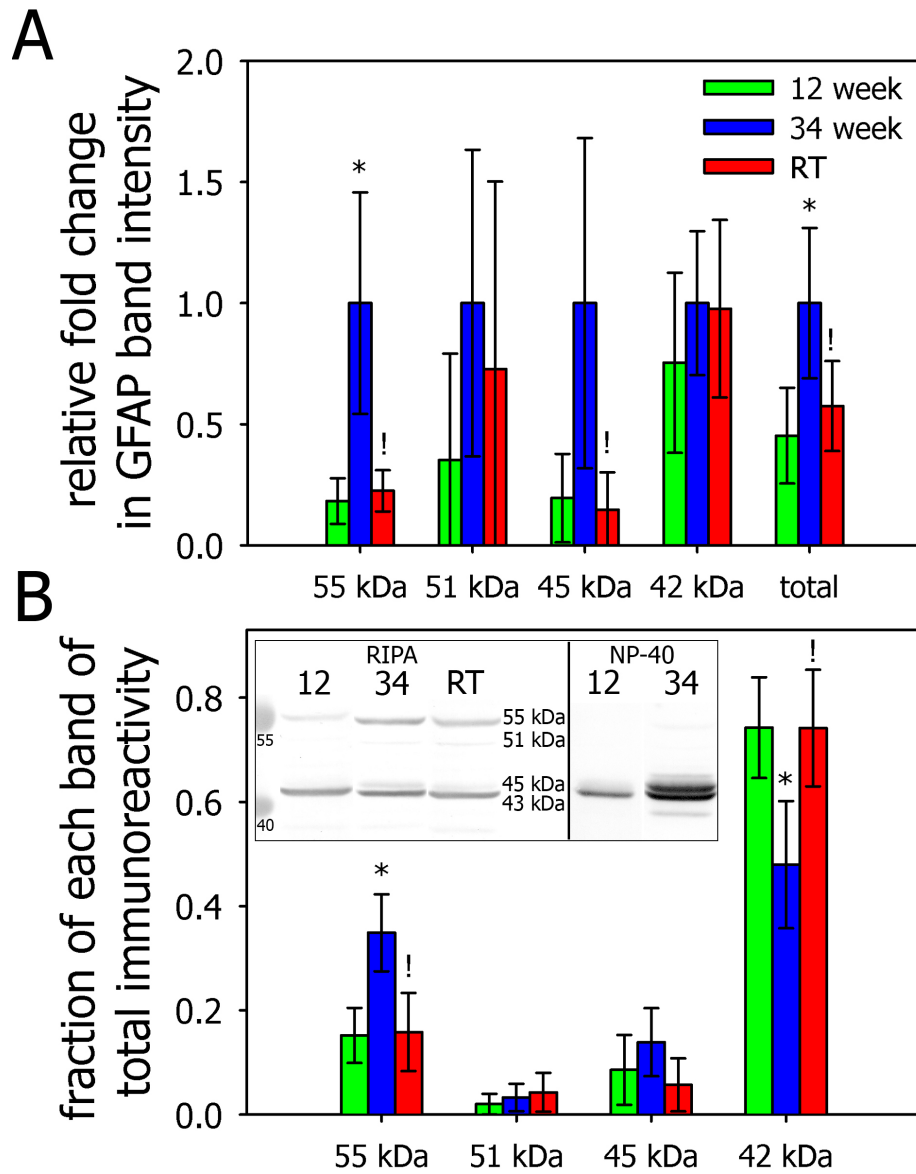 A
relative fold change
in GFAP band intensity
2.0
1.5
1.0
0.5
0.0
12 week
34 week
RT
*
!
!
*
!
55 kDa
51 kDa
45 kDa
42 kDa
total
B
fraction of each band of
total immunoreactivity
0.8
0.6
0.4
0.2
0.0
RIPA
NP-40
12
34
RT
12
34
55
40
55 kDa
51 kDa
45 kDa
43 kDa
*
!
*
!
55 kDa
51 kDa
45 kDa
42 kDa